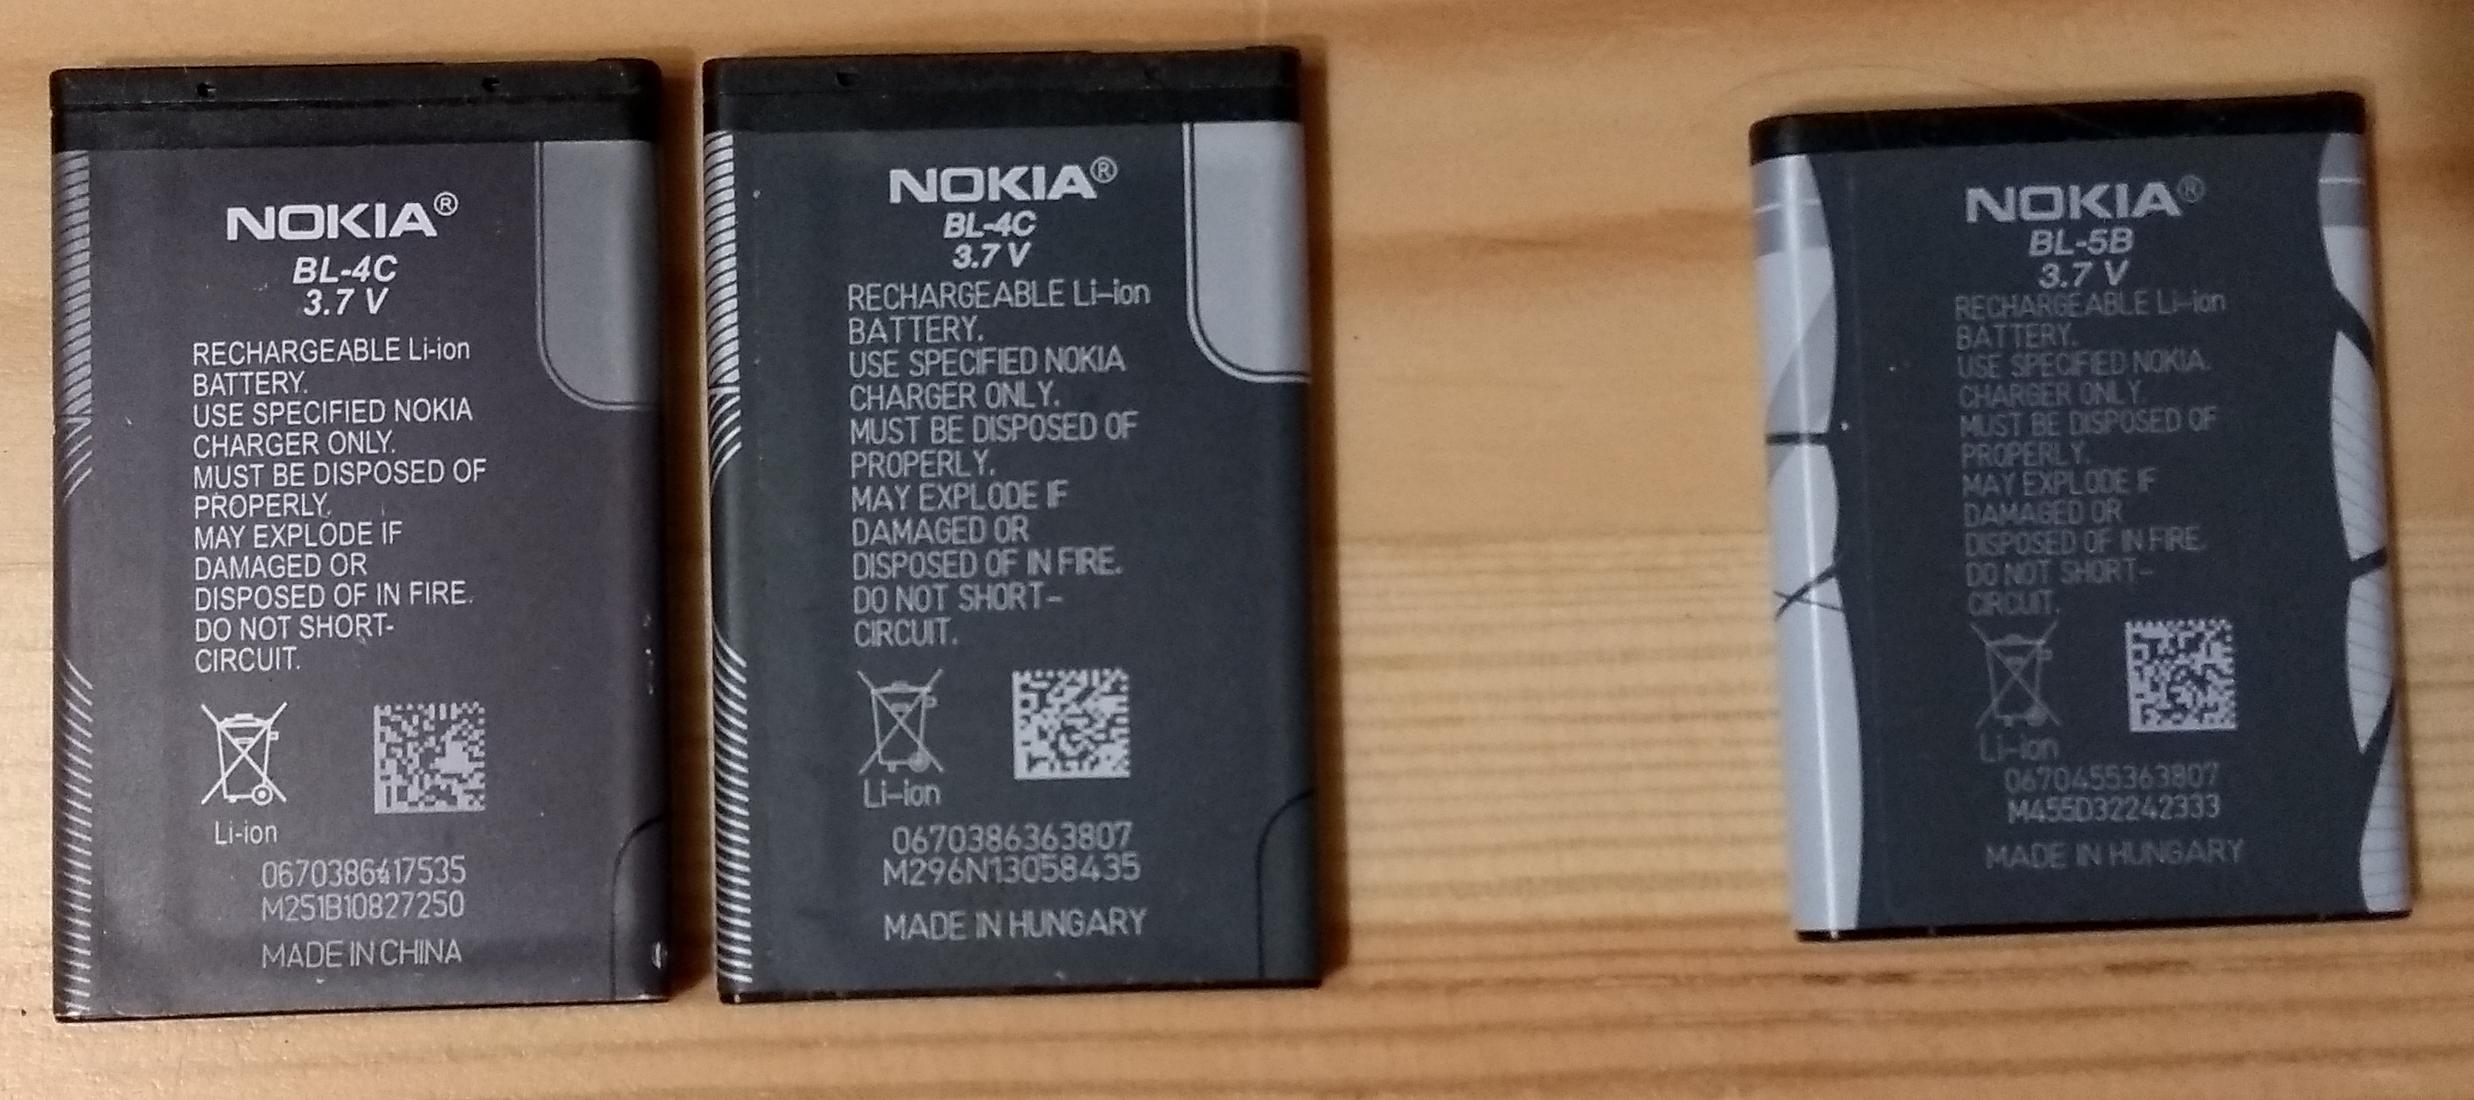 NOKIA®
BL-4C
3.7 V
RECHARGEABLE Li-ion
BATTERY.
USE SPECIFIED NOKIA
CHARGER ONLY.
MUST BE DISPOSED OF
PROPERLY.
MAY EXPLODE IF
DAMAGED OR
DISPOSED OF IN FIRE.
DO NOT SHORT-
CIRCUIT.
Li-ion
0670386417535
M251B10827250
MADE IN CHINA
NOKIA®
BL-4C
3.7 V
RECHARGEABLE Li-ion
BATTERY.
USE SPECIFIED NOKIA
CHARGER ONLY.
MUST BE DISPOSED OF
PROPERLY.
MAY EXPLODE IF
DAMAGED OR
DISPOSED OF IN FIRE.
DO NOT SHORT-
CIRCUIT.
Li-ion
0670386363807
M296N13058435
MADE IN HUNGARY
NOKIA®
BL-5B
3.7 V
RECHARGEABLE Li-ion
BATTERY.
USE SPECIFIED NOKIA.
CHARGER ONLY.
MUST BE DISPOSED OF
PROPERLY.
MAY EXPLODE IF
DAMAGED OR
DISPOSED OF IN FIRE.
DO NOT SHORT-
CIRCUIT.
Li-ion
0670455363807
M455D32242333
MADE IN HUNGARY